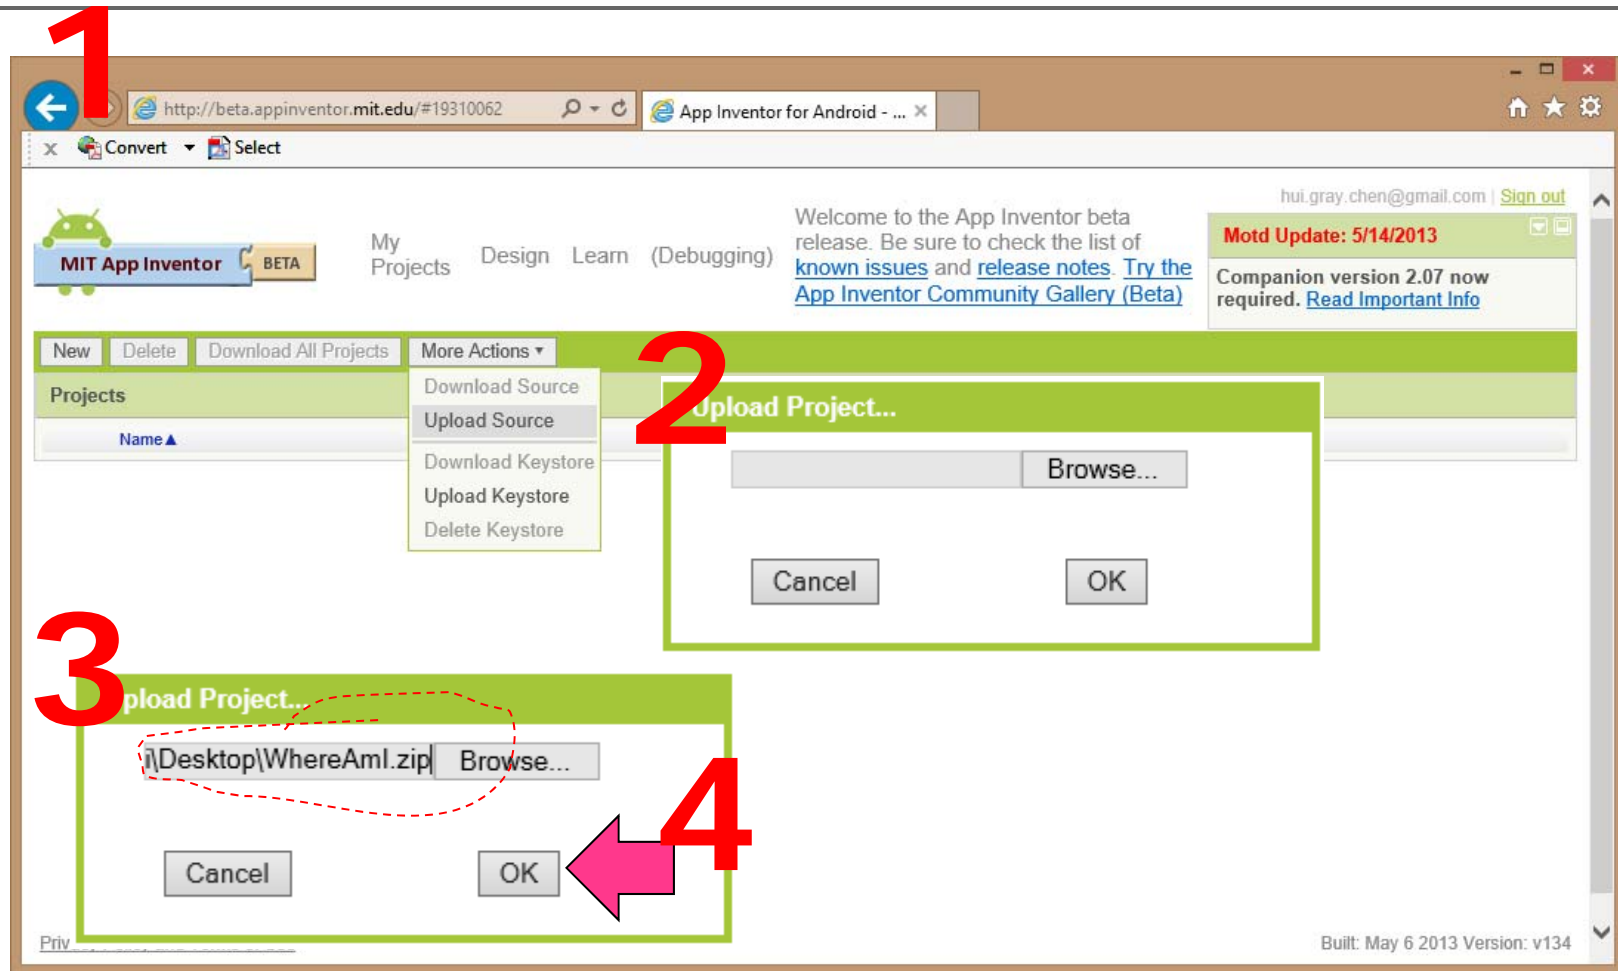 1
http://beta.appinventor.mit.edu/#19310062
App Inventor for Android - ...
x Convert Select
hui.gray.chen@gmail.com | Sign out
MIT App Inventor BETA
My Projects Design Learn (Debugging)
Welcome to the App Inventor beta
release. Be sure to check the list of
known issues and release notes. Try the
App Inventor Community Gallery (Beta)
Motd Update: 5/14/2013
Companion version 2.07 now
required. Read Important Info
New Delete Download All Projects More Actions ▾
Projects
Name▲
Download Source
Upload Source
Download Keystore
Upload Keystore
Delete Keystore
2
Upload Project...
Browse...
Cancel OK
3
pload Project...
\Desktop\WhereAmI.zip Browse...
4
Cancel OK
Priv
Built: May 6 2013 Version: v134